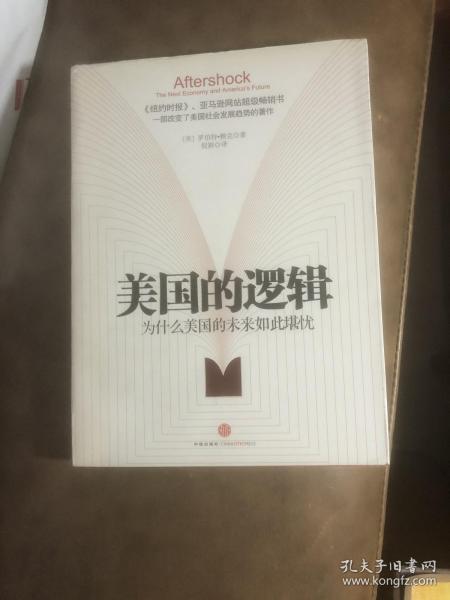 Aftershock
The Next Economy and America's Future
《纽约时报》、亚马逊网站超级畅销书
一部改变了美国社会发展趋势的著作
[美] 罗伯特•赖克◎著
倪颖◎译
美国的逻辑
为什么美国的未来如此堪忧
中信出版社·CHINACITICPRESS
孔夫子旧书网
www.kongfz.com